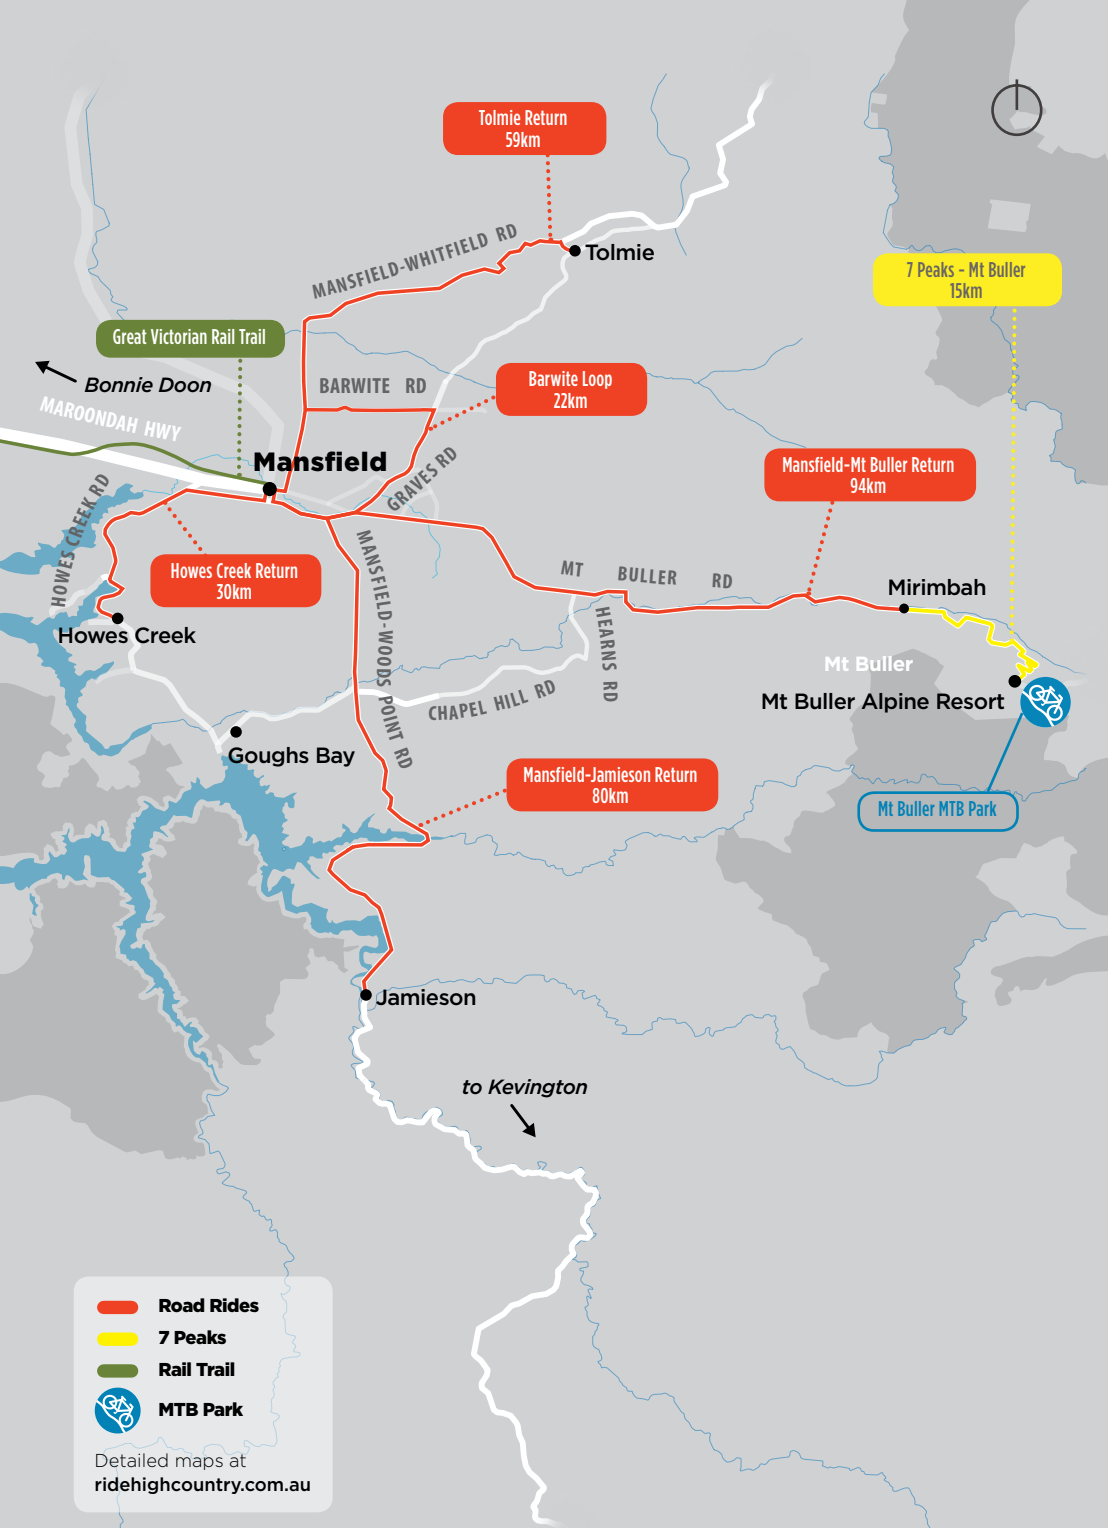 Tolmie Return
59km
MANSFIELD-WHITFIELD RD
Tolmie
7 Peaks - Mt Buller
15km
Great Victorian Rail Trail
Bonnie Doon
BARWITE RD
Barwite Loop
22km
MAROONDAH HWY
Mansfield
GRAVES RD
Mansfield-Mt Buller Return
94km
HOWES CREEK RD
Howes Creek Return
30km
MT BULLER RD
Mirimbah
Howes Creek
MANSFIELD-WOODS POINT RD
HEARNS RD
Mt Buller
Mt Buller Alpine Resort
CHAPEL HILL RD
Goughs Bay
Mansfield-Jamieson Return
80km
Mt Buller MTB Park
Jamieson
to Kevington
Road Rides
7 Peaks
Rail Trail
MTB Park
Detailed maps at
ridehighcountry.com.au